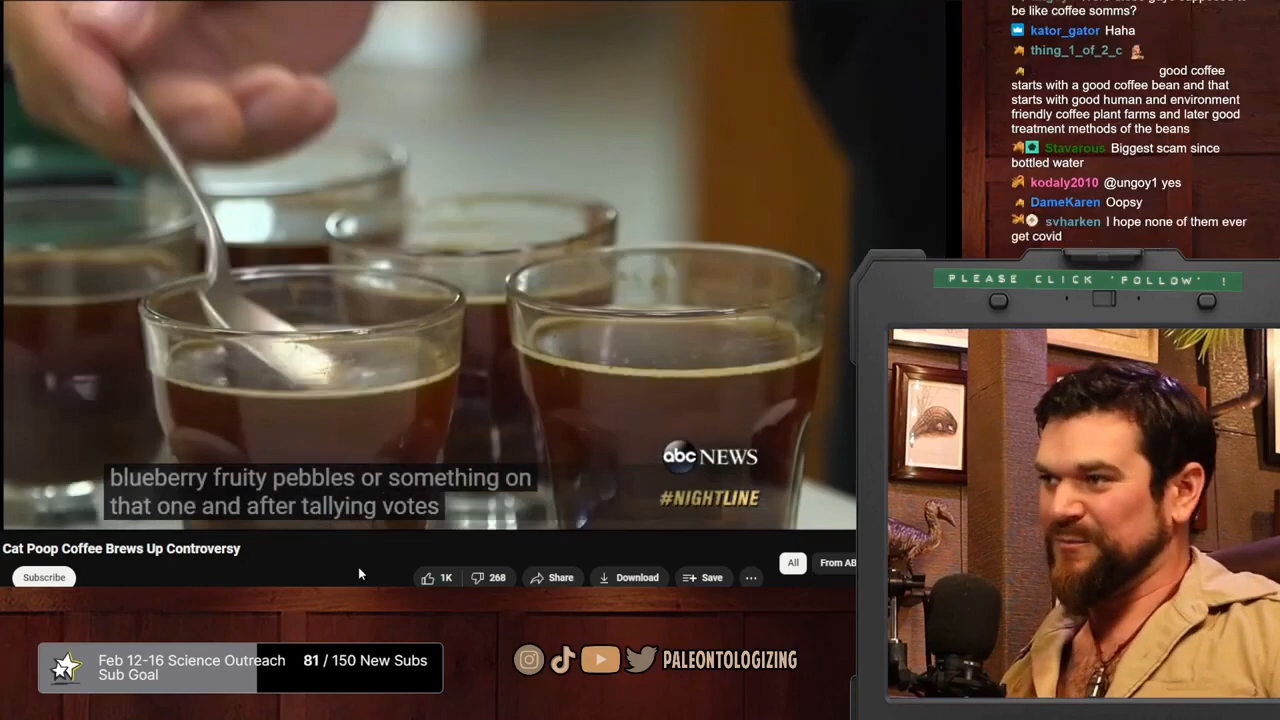 be like coffee somms?
kator_gator Haha
thing_1_of_2_c
good coffee
starts with a good coffee bean and that
starts with good human and environment
friendly coffee plant farms and later good
treatment methods of the beans
Stavarous Biggest scam since
bottled water
kodaly2010 @ungoy1 yes
DameKaren Oopsy
svharken I hope none of them ever
get covid
PLEASE CLICK 'FOLLOW' !
abc NEWS
#NIGHTLINE
blueberry fruity pebbles or something on
that one and after tallying votes
Cat Poop Coffee Brews Up Controversy
Subscribe
1K
268
Share
Download
Save
All
From AB
Feb 12-16 Science Outreach
Sub Goal
81 / 150 New Subs
PALEONTOLOGIZING